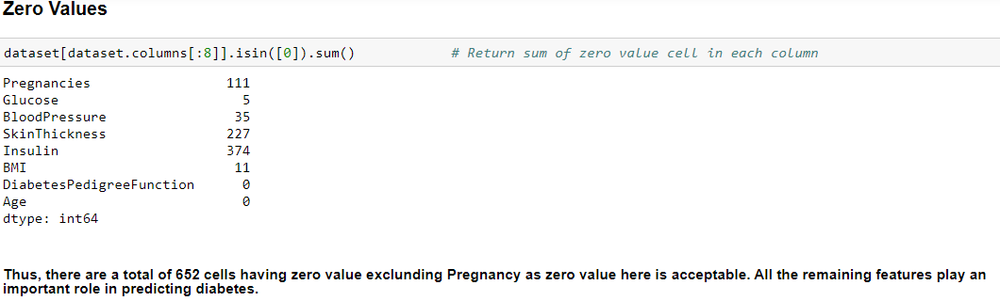 Zero Values
dataset[dataset.columns[:8]].isin([0]).sum() # Return sum of zero value cell in each column
Pregnancies 111
Glucose 5
BloodPressure 35
SkinThickness 227
Insulin 374
BMI 11
DiabetesPedigreeFunction 0
Age 0
dtype: int64
Thus, there are a total of 652 cells having zero value exclunding Pregnancy as zero value here is acceptable. All the remaining features play an
important role in predicting diabetes.